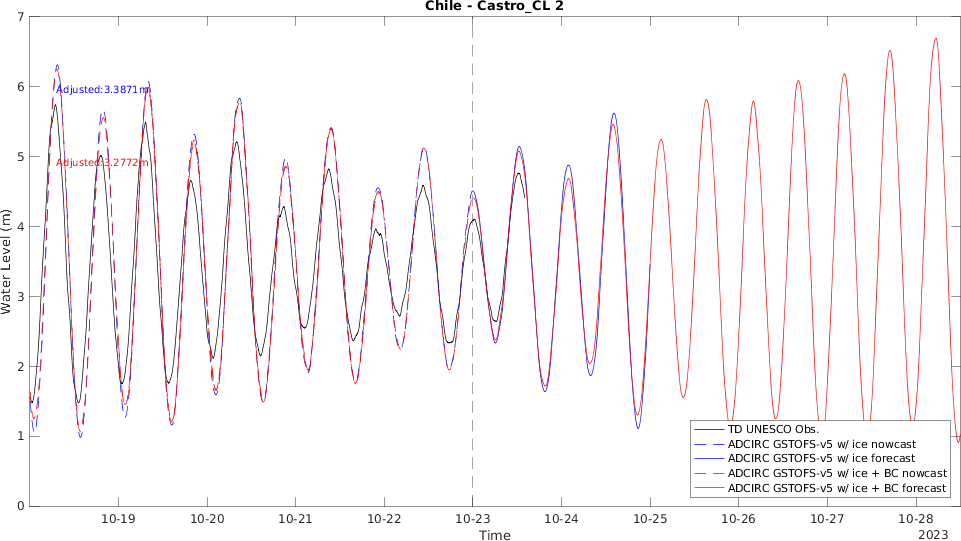 Chile - Castro_CL 2
7
6
5
4
3
2
1
0
Water Level (m)
Adjusted:3.3871m
Adjusted:3.2772m
TD UNESCO Obs.
ADCIRC GSTOFS-v5 w/ ice nowcast
ADCIRC GSTOFS-v5 w/ ice forecast
ADCIRC GSTOFS-v5 w/ ice + BC nowcast
ADCIRC GSTOFS-v5 w/ ice + BC forecast
10-19 10-20 10-21 10-22 10-23 10-24 10-25 10-26 10-27 10-28
Time
2023